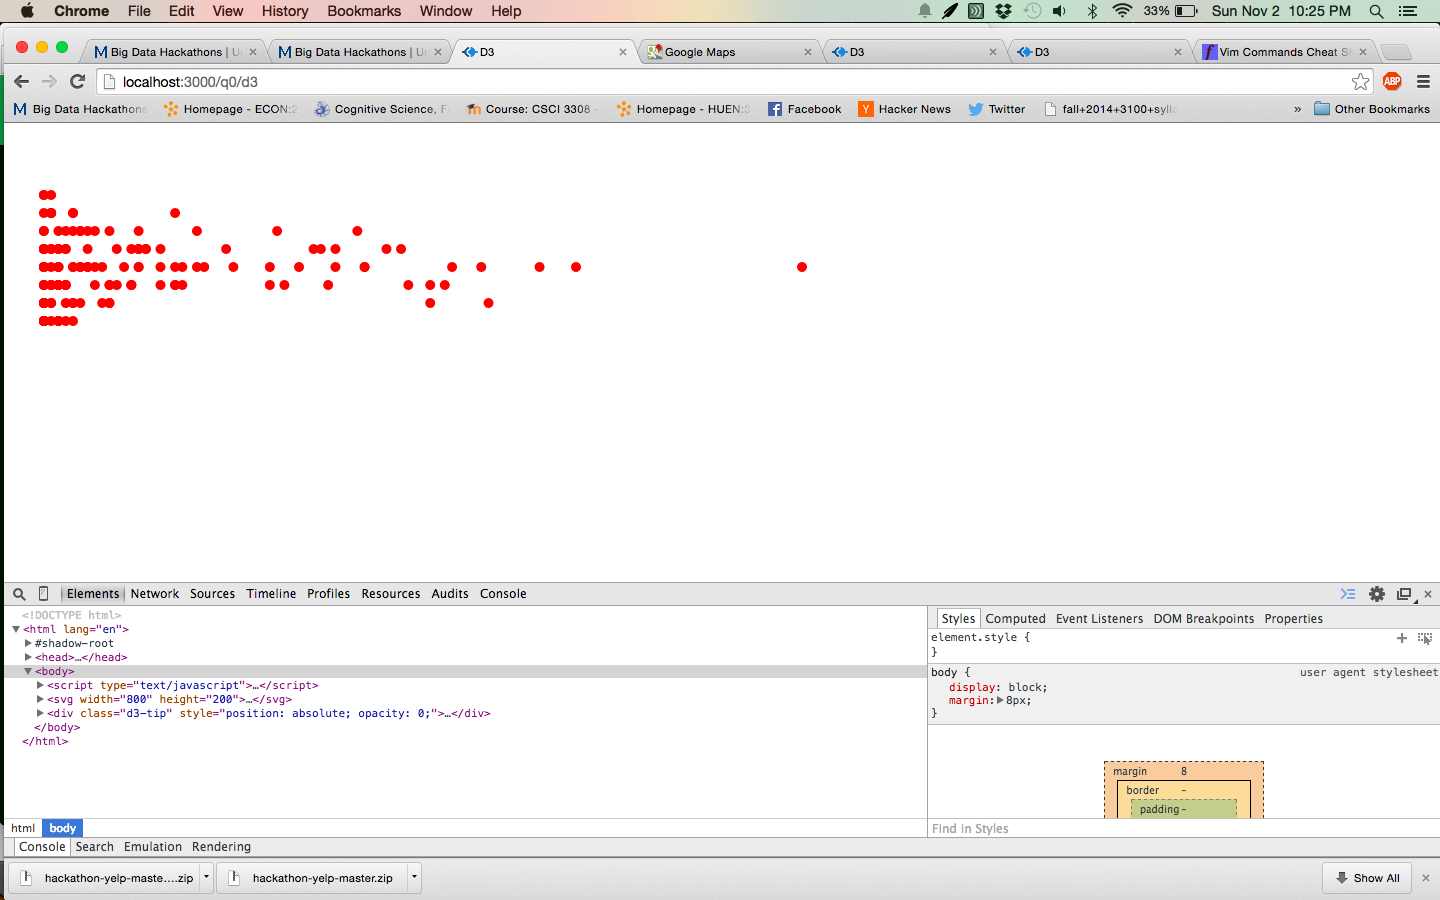 Chrome File Edit View History Bookmarks Window Help 33% Sun Nov 2 10:25 PM
Big Data Hackathons | U Big Data Hackathons | U D3 Google Maps D3 D3 Vim Commands Cheat S
localhost:3000/q0/d3 ABP
Big Data Hackathons Homepage - ECON:2 Cognitive Science, Course: CSCI 3308 - Homepage - HUEN:3 Facebook Hacker News Twitter fall+2014+3100+sylla » Other Bookmarks
Elements Network Sources Timeline Profiles Resources Audits Console
<!DOCTYPE html>
<html lang="en">
#shadow-root
<head>…</head>
<body>
<script type="text/javascript">…</script>
<svg width="800" height="200">…</svg>
<div class="d3-tip" style="position: absolute; opacity: 0;">…</div>
</body>
</html>
Styles Computed Event Listeners DOM Breakpoints Properties
element.style {
}
body { user agent stylesheet
display: block;
margin: 8px;
}
margin 8
border -
padding -
html body
Find in Styles
Console Search Emulation Rendering
hackathon-yelp-maste....zip hackathon-yelp-master.zip Show All